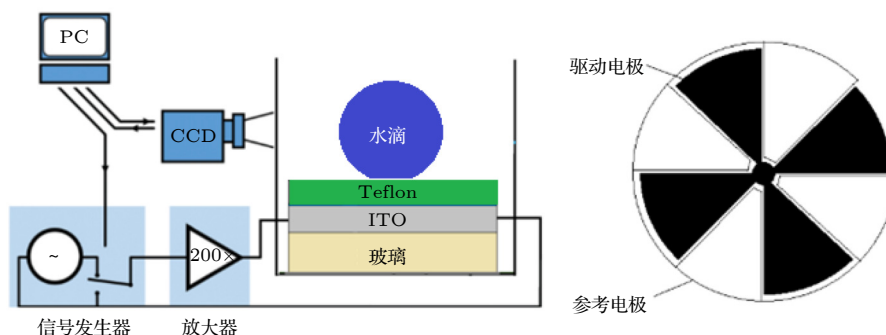 PC
CCD
水滴
Teflon
ITO
玻璃
~
200×
信号发生器
放大器
驱动电极
参考电极